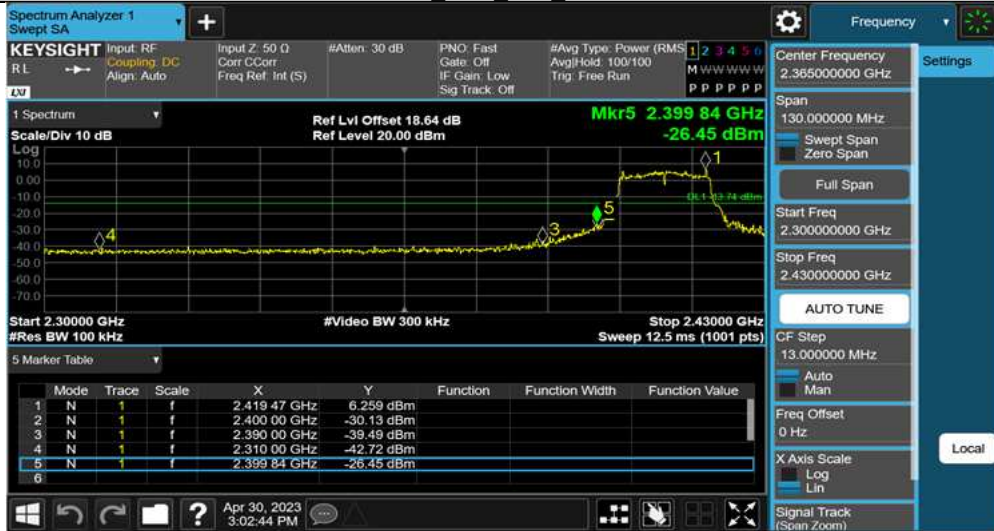 Spectrum Analyzer 1
Swept SA
+
Frequency
KEYSIGHT
RL
LXI
Input: RF
Coupling: DC
Align: Auto
Input Z: 50 Ω
Corr CCorr
Freq Ref: Int (S)
#Atten: 30 dB
PNO: Fast
Gate: Off
IF Gain: Low
Sig Track: Off
#Avg Type: Power (RMS
Avg|Hold: 100/100
Trig: Free Run
1 2 3 4 5 6
M W W W W W
P P P P P P
1 Spectrum
Scale/Div 10 dB
Ref Lvl Offset 18.64 dB
Ref Level 20.00 dBm
Mkr5 2.399 84 GHz
-26.45 dBm
Log
10.0
0.00
-10.0
-20.0
-30.0
-40.0
-50.0
-60.0
-70.0
1
DL1 -13.74 dBm
5
3
4
Start 2.30000 GHz
#Res BW 100 kHz
#Video BW 300 kHz
Stop 2.43000 GHz
Sweep 12.5 ms (1001 pts)
5 Marker Table
Mode Trace Scale X Y Function Function Width Function Value
1 N 1 f 2.419 47 GHz 6.259 dBm
2 N 1 f 2.400 00 GHz -30.13 dBm
3 N 1 f 2.390 00 GHz -39.49 dBm
4 N 1 f 2.310 00 GHz -42.72 dBm
5 N 1 f 2.399 84 GHz -26.45 dBm
6
Apr 30, 2023
3:02:44 PM
Center Frequency
2.365000000 GHz
Span
130.000000 MHz
Swept Span
Zero Span
Full Span
Start Freq
2.300000000 GHz
Stop Freq
2.430000000 GHz
AUTO TUNE
CF Step
13.000000 MHz
Auto
Man
Freq Offset
0 Hz
X Axis Scale
Log
Lin
Signal Track
(Span Zoom)
Settings
Local